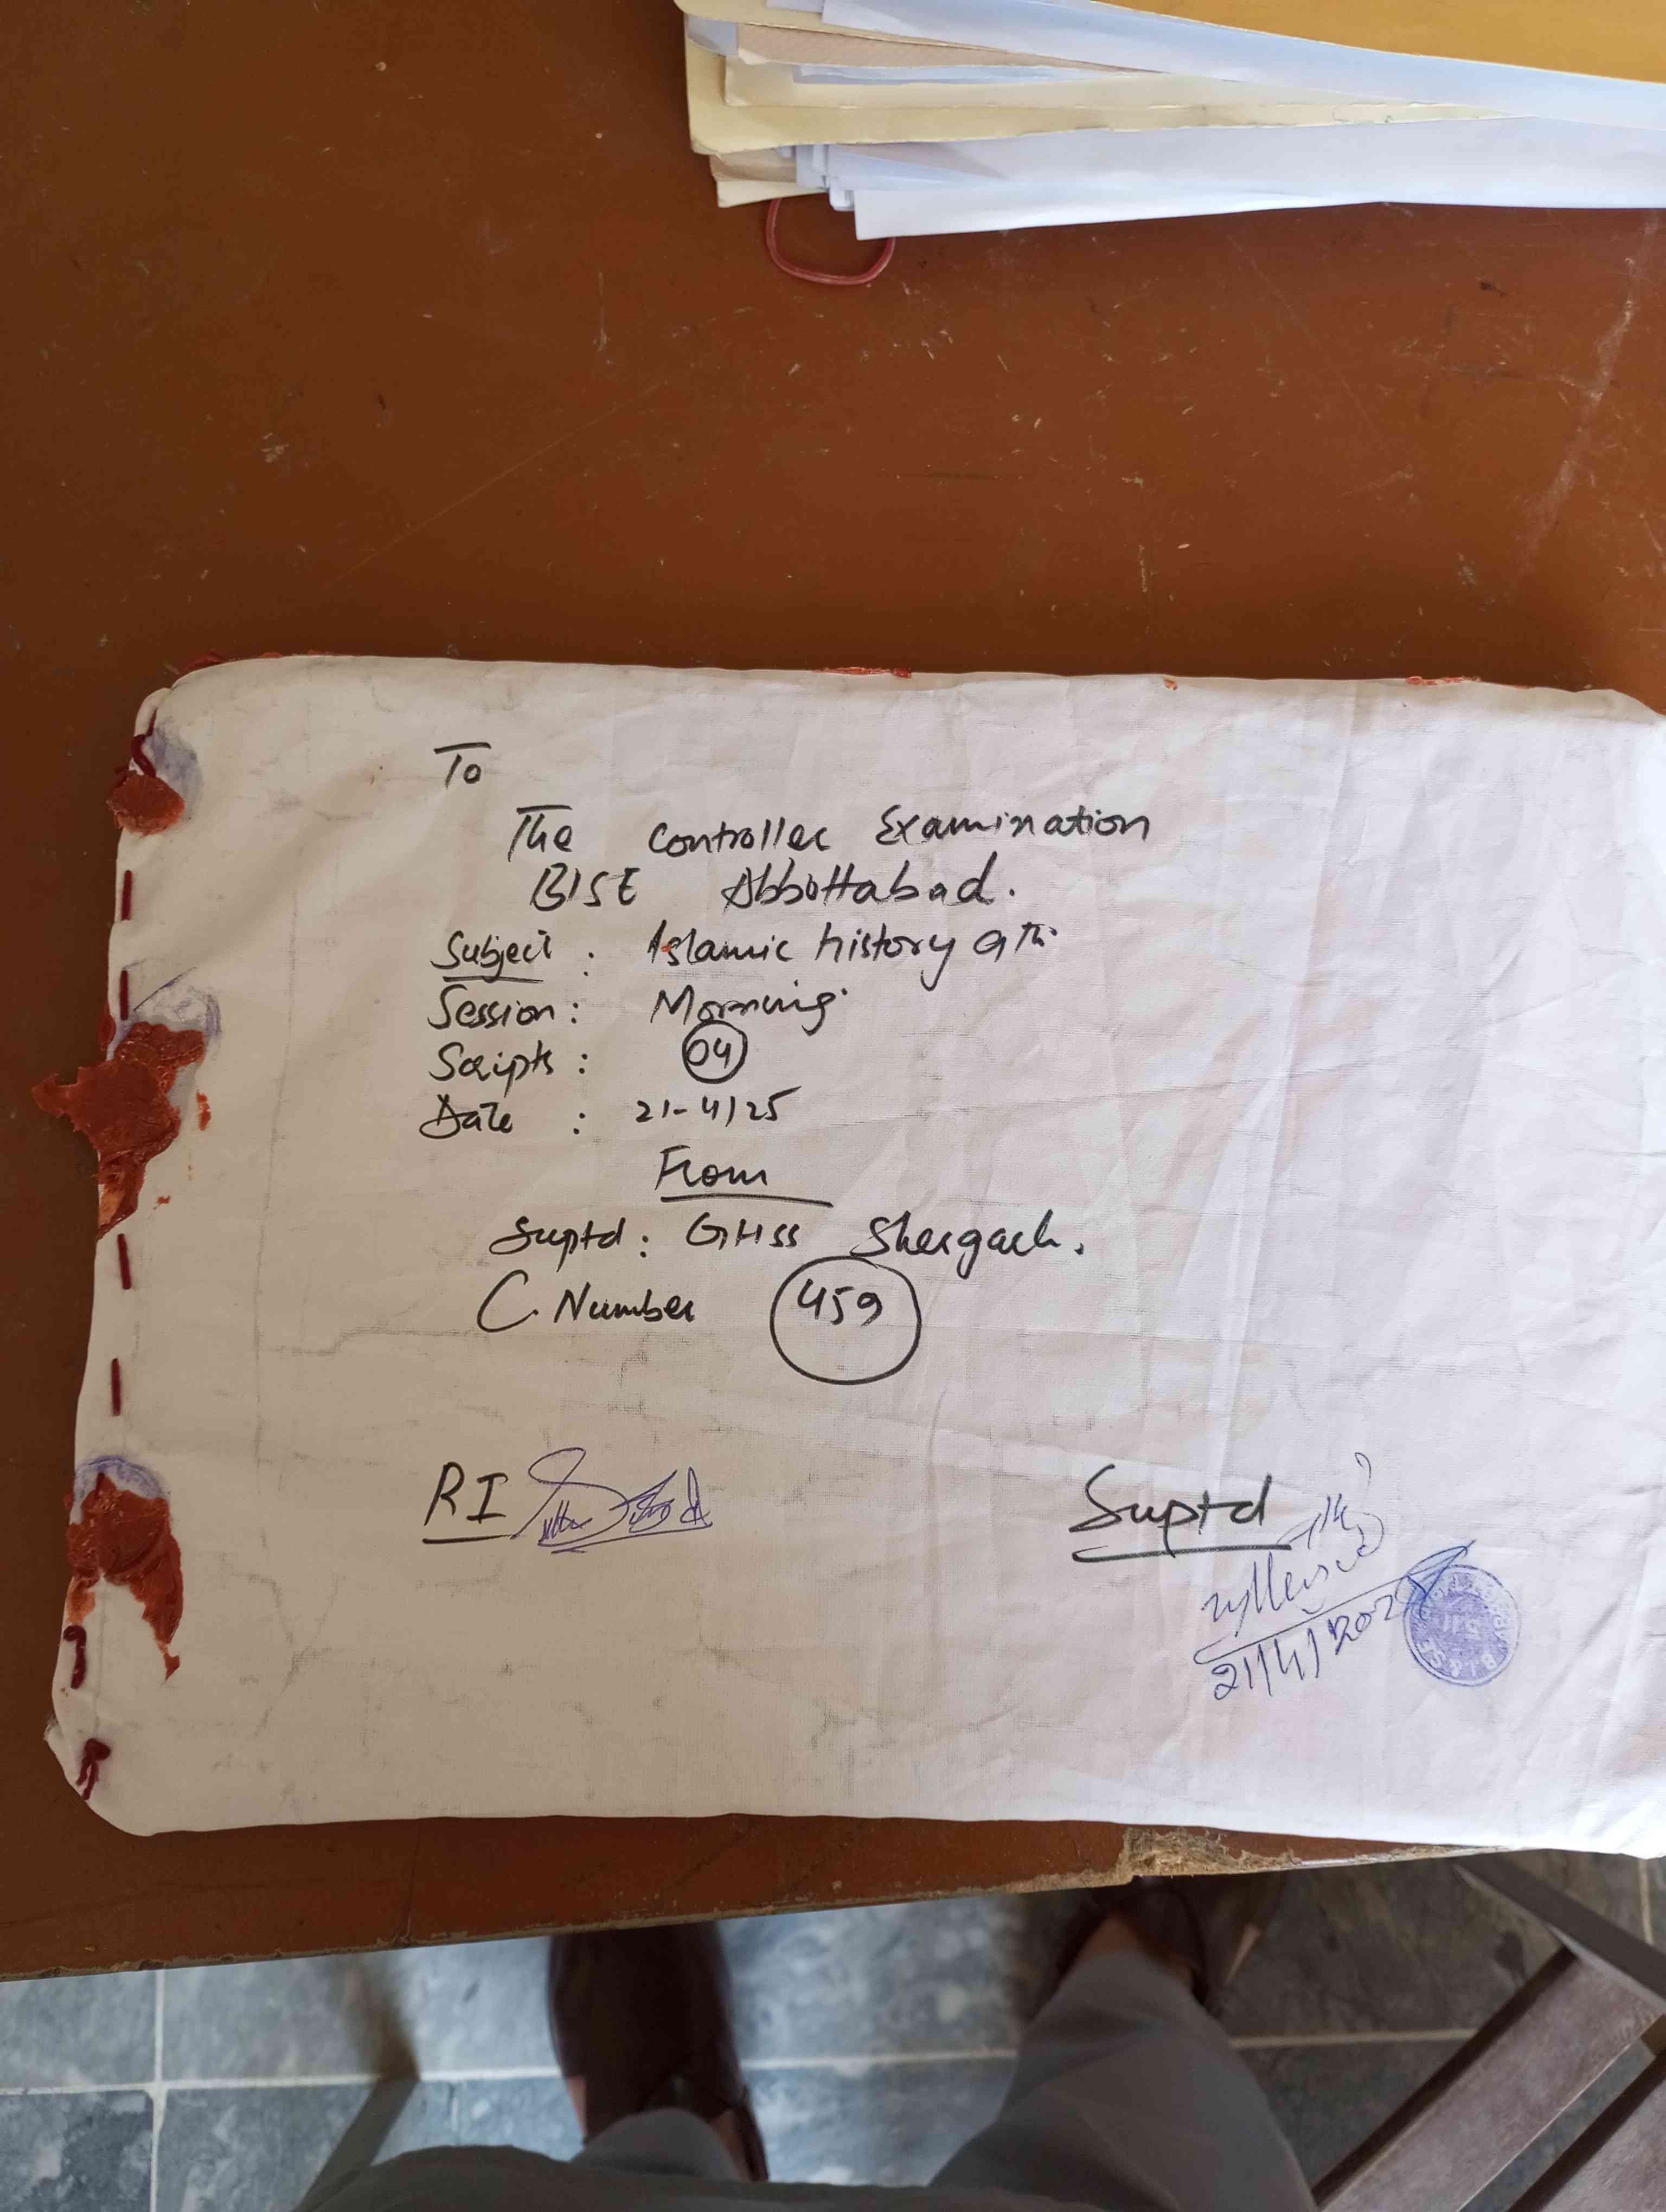 To
The Controller Examination
BISE Abbottabad.
Subject : Islamic history 9th
Session : Morning
Scripts : 04
Date : 21-4/25
From
Suptd : GHSS Shergarh.
C. Number 459
RI
Suptd
21/4/2025